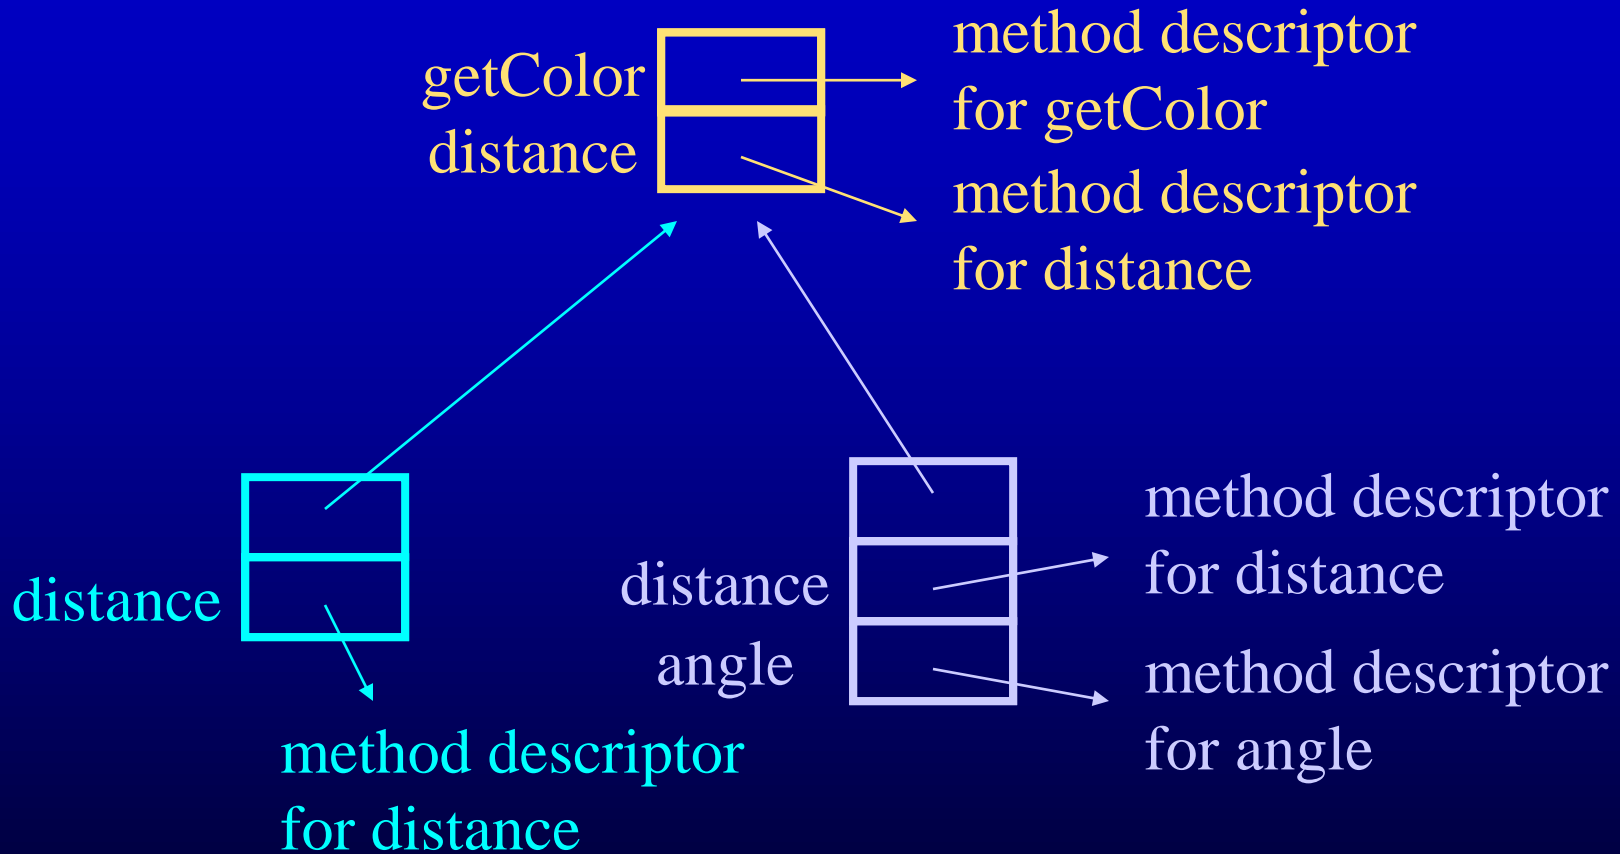 getColor
distance
method descriptor
for getColor
method descriptor
for distance
distance
method descriptor
for distance
distance
angle
method descriptor
for distance
method descriptor
for angle